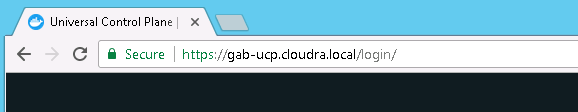 Universal Control Plane |
Secure | https://gab-ucp.cloudra.local/login/